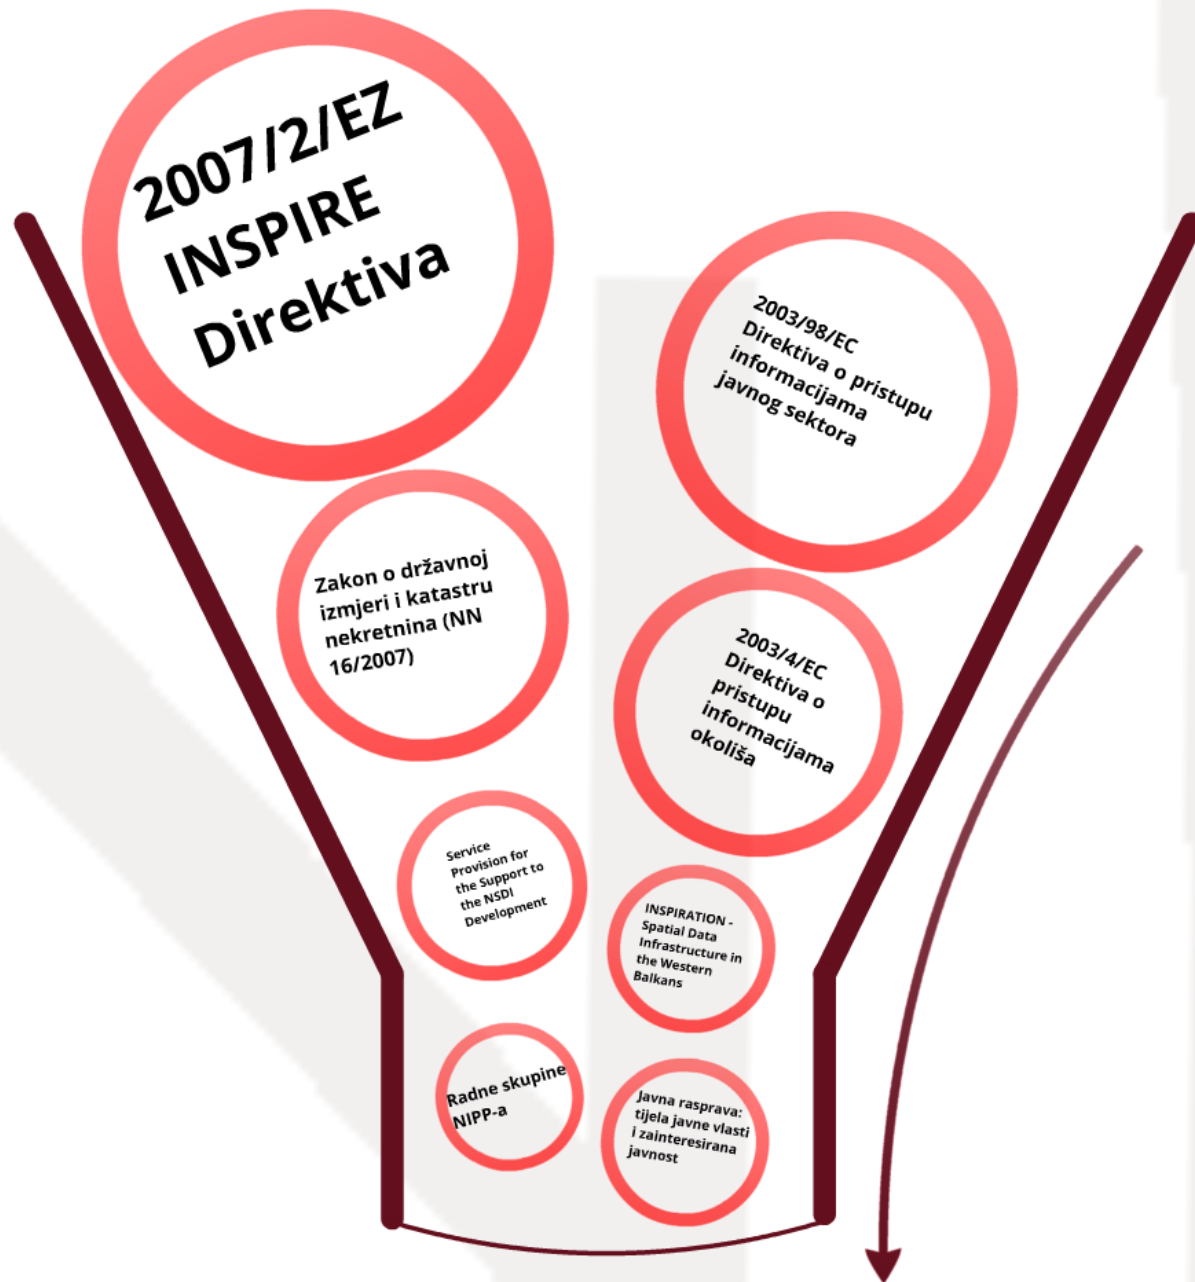 2007/2/EZ
INSPIRE
Direktiva
2003/98/EC
Direktiva o pristupu
informacijama
javnog sektora
Zakon o državnoj
izmjeri i katastru
nekretnina (NN
16/2007)
2003/4/EC
Direktiva o
pristupu
informacijama
okoliša
Service
Provision for
the Support to
the NSDI
Development
INSPIRATION -
Spatial Data
Infrastructure in
the Western
Balkans
Radne skupine
NIPP-a
Javna rasprava:
tijela javne vlasti
i zainteresirana
javnost